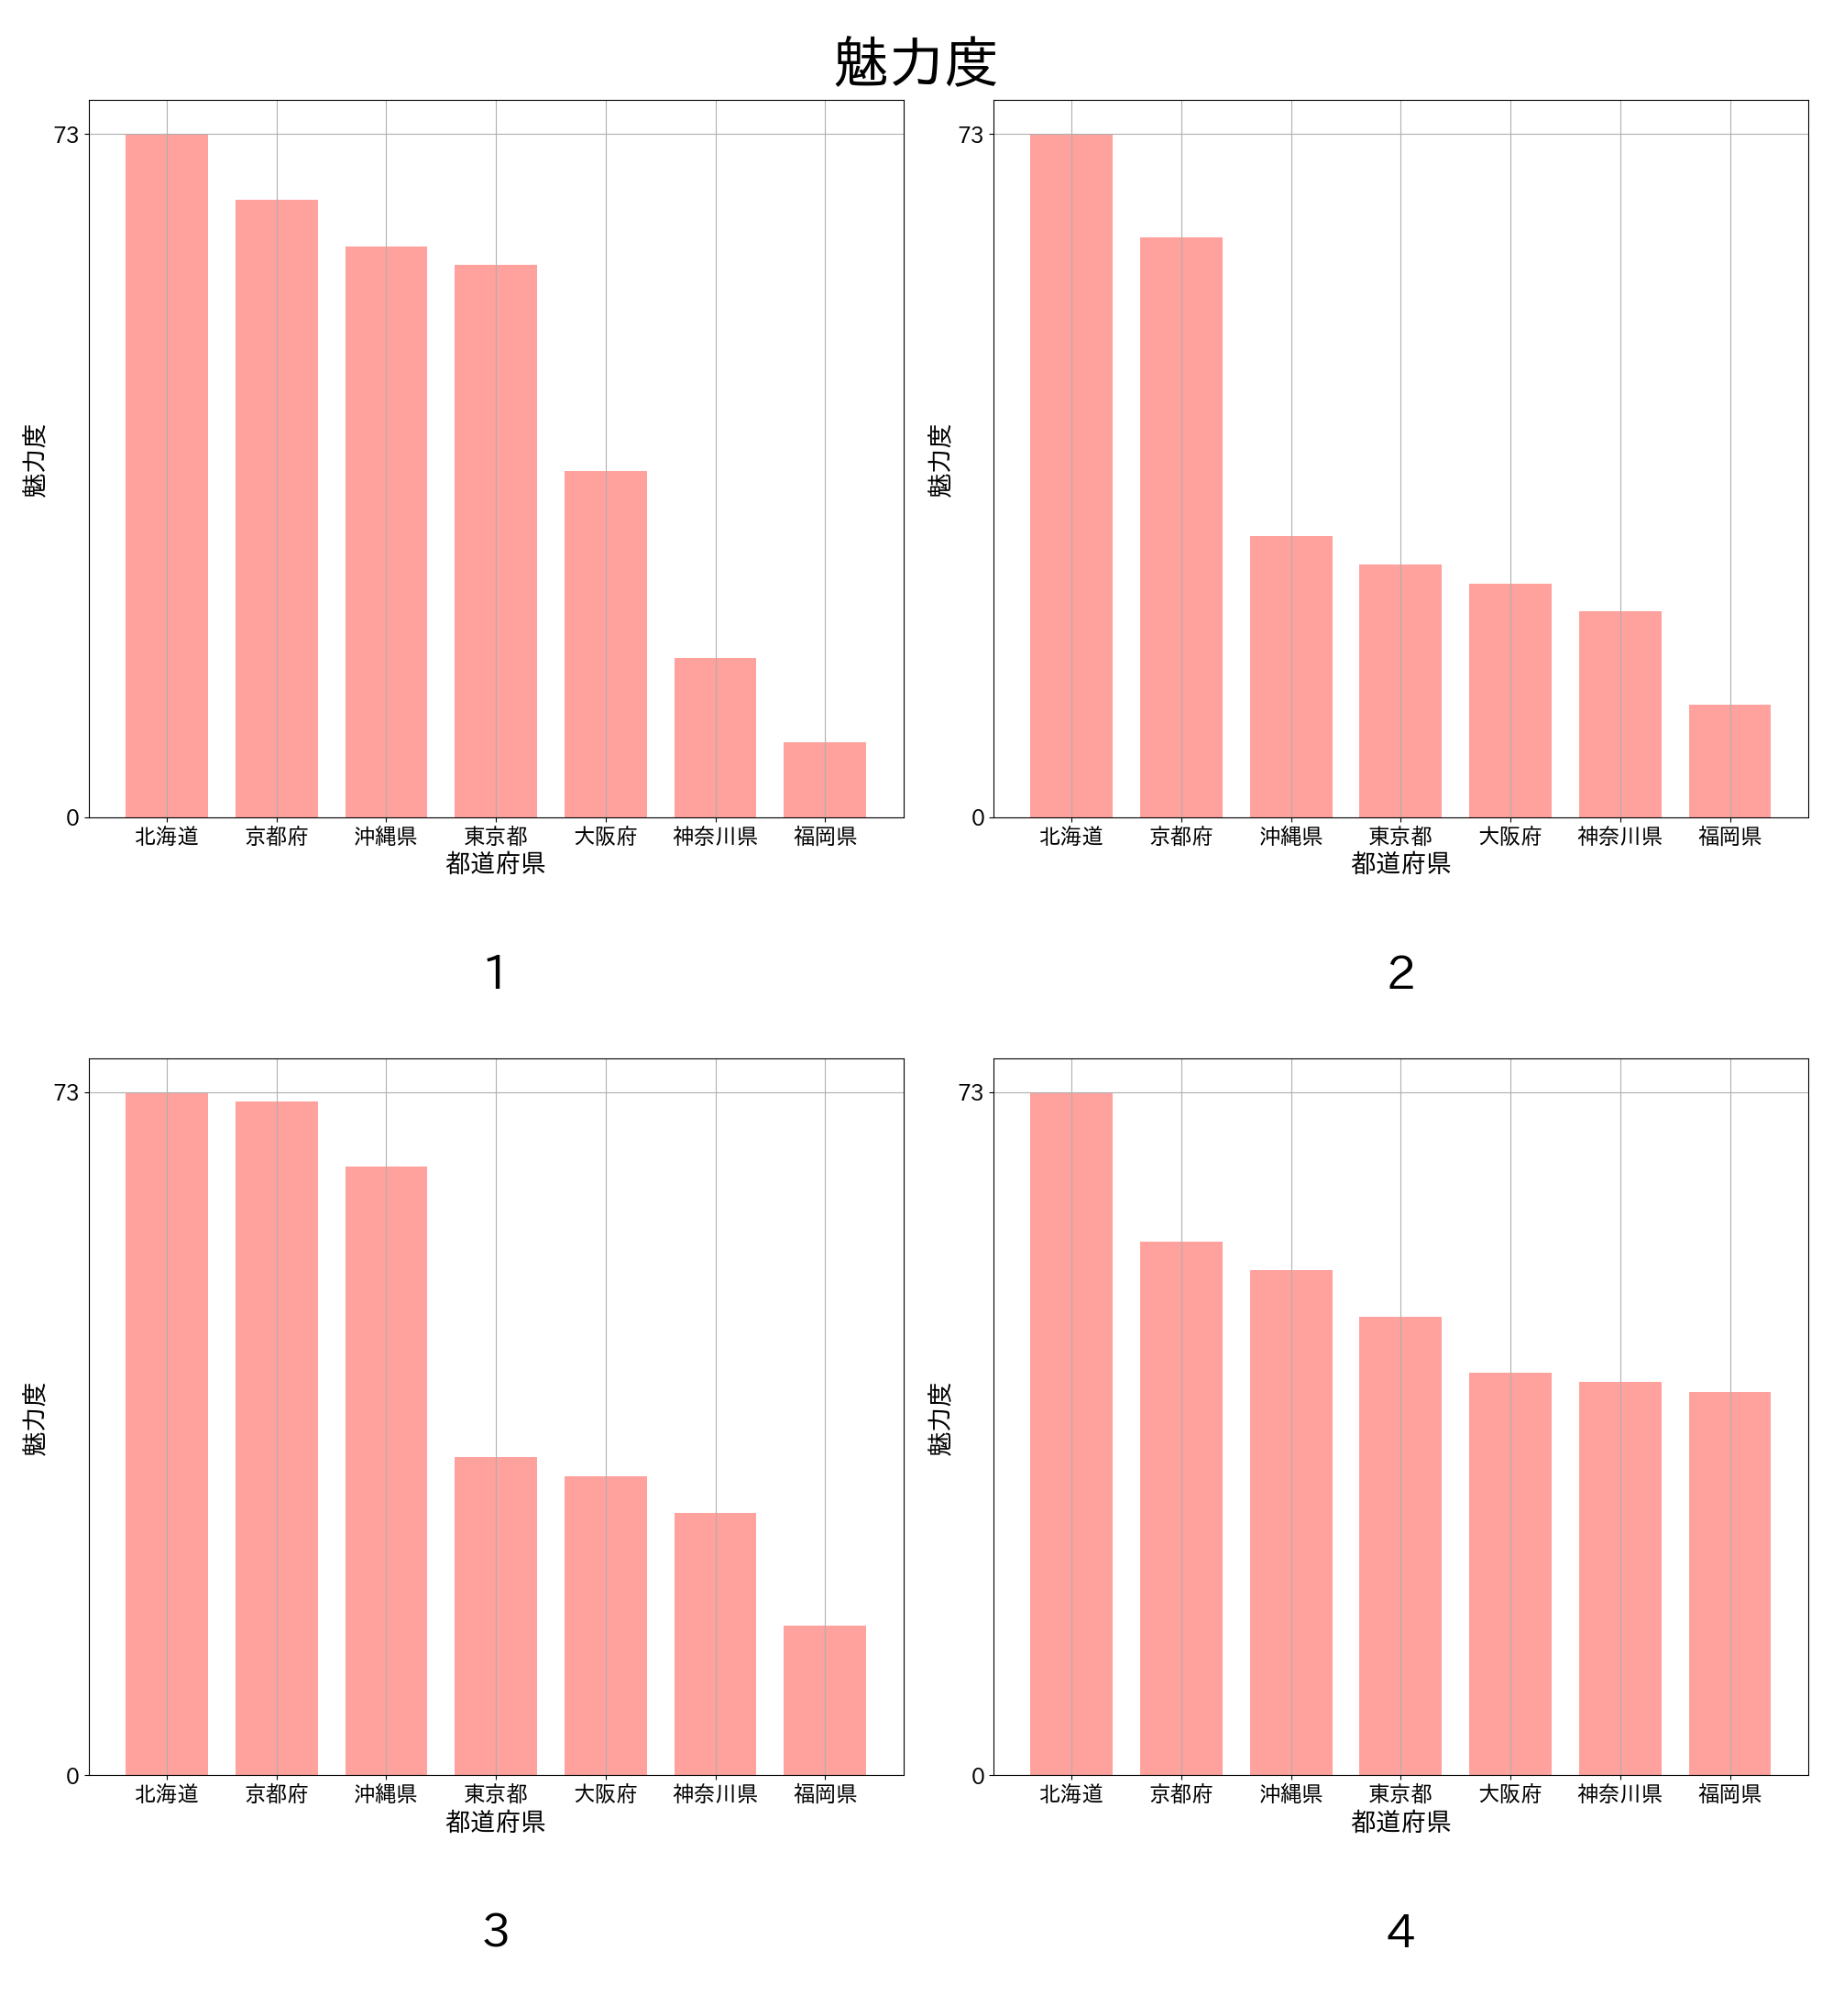 魅力度
73
魅力度
0
北海道 京都府 沖縄県 東京都 大阪府 神奈川県 福岡県
都道府県
1
73
魅力度
0
北海道 京都府 沖縄県 東京都 大阪府 神奈川県 福岡県
都道府県
2
73
魅力度
0
北海道 京都府 沖縄県 東京都 大阪府 神奈川県 福岡県
都道府県
3
73
魅力度
0
北海道 京都府 沖縄県 東京都 大阪府 神奈川県 福岡県
都道府県
4